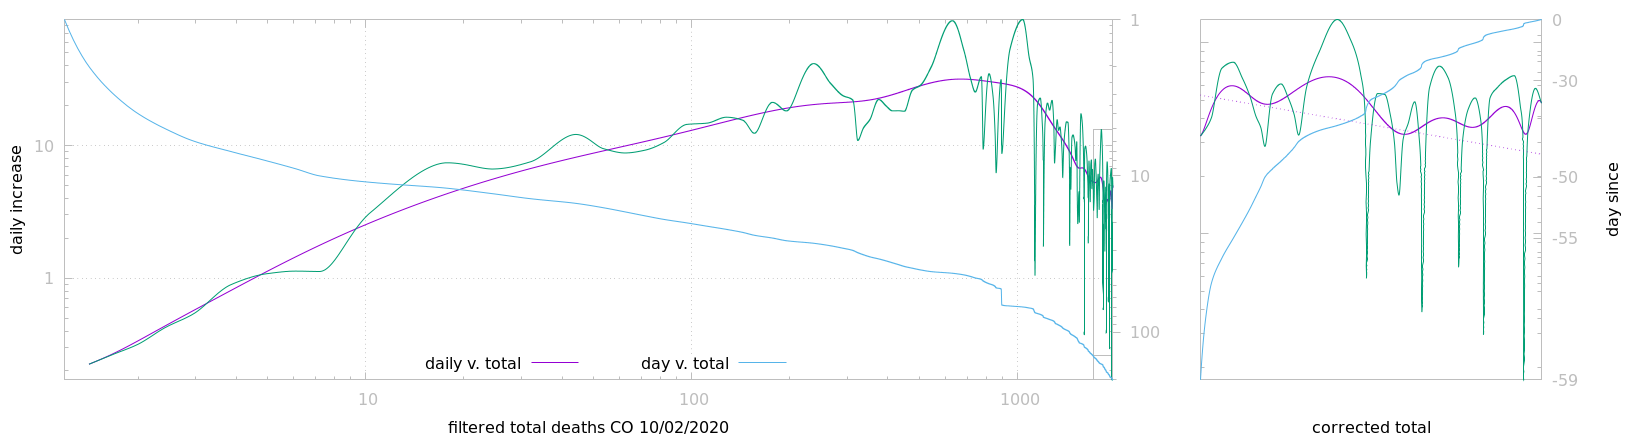 daily increase
10
1
1
10
100
10
100
1000
daily v. total
day v. total
filtered total deaths CO 10/02/2020
0
-30
-50
-55
-59
day since
corrected total